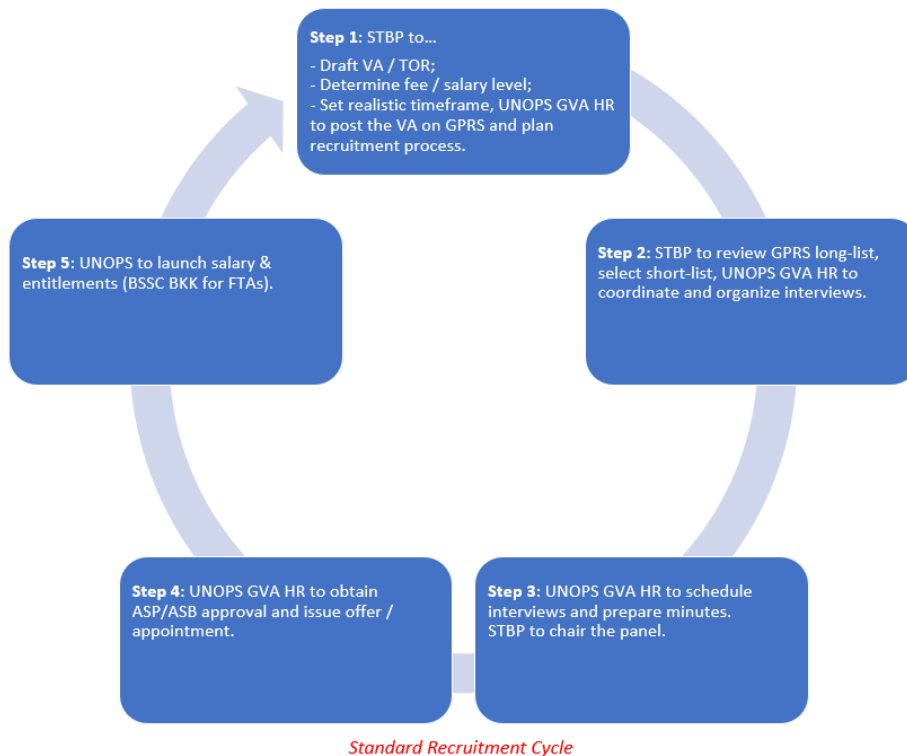 Step 1: STBP to...
- Draft VA / TOR;
- Determine fee / salary level;
- Set realistic timeframe, UNOPS GVA HR
to post the VA on GPRS and plan
recruitment process.
Step 2: STBP to review GPRS long-list,
select short-list, UNOPS GVA HR to
coordinate and organize interviews.
Step 3: UNOPS GVA HR to schedule
interviews and prepare minutes.
STBP to chair the panel.
Step 4: UNOPS GVA HR to obtain
ASP/ASB approval and issue offer /
appointment.
Step 5: UNOPS to launch salary &
entitlements (BSSC BKK for FTAs).
Standard Recruitment Cycle